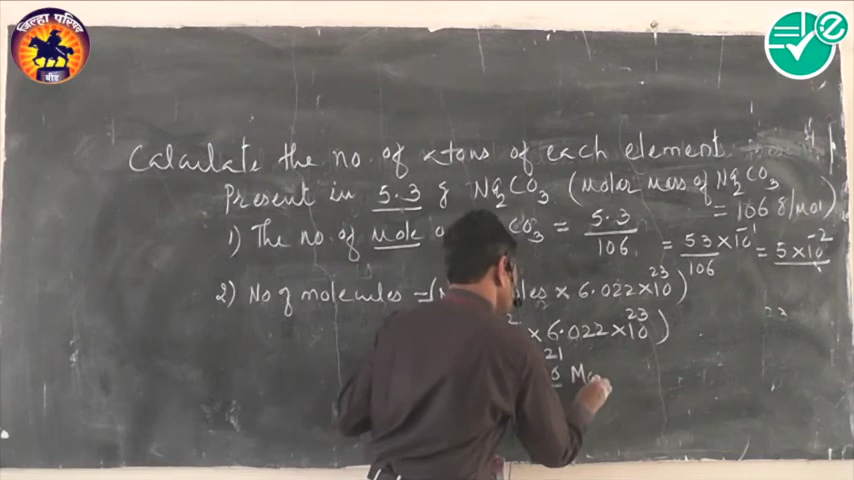 जिल्हा परिषद
बीड
e
Calculate the no of atoms of each element
Present in 5.3 g Na2CO3 (Molar mass of Na2CO3
= 106 g/mol)
1) The no of mole CO3 = 5.3/106 = 53×10⁻¹/106 = 5×10⁻²
2) No of molecules = ( × 6.022×10²³)
× 6.022×10²³)